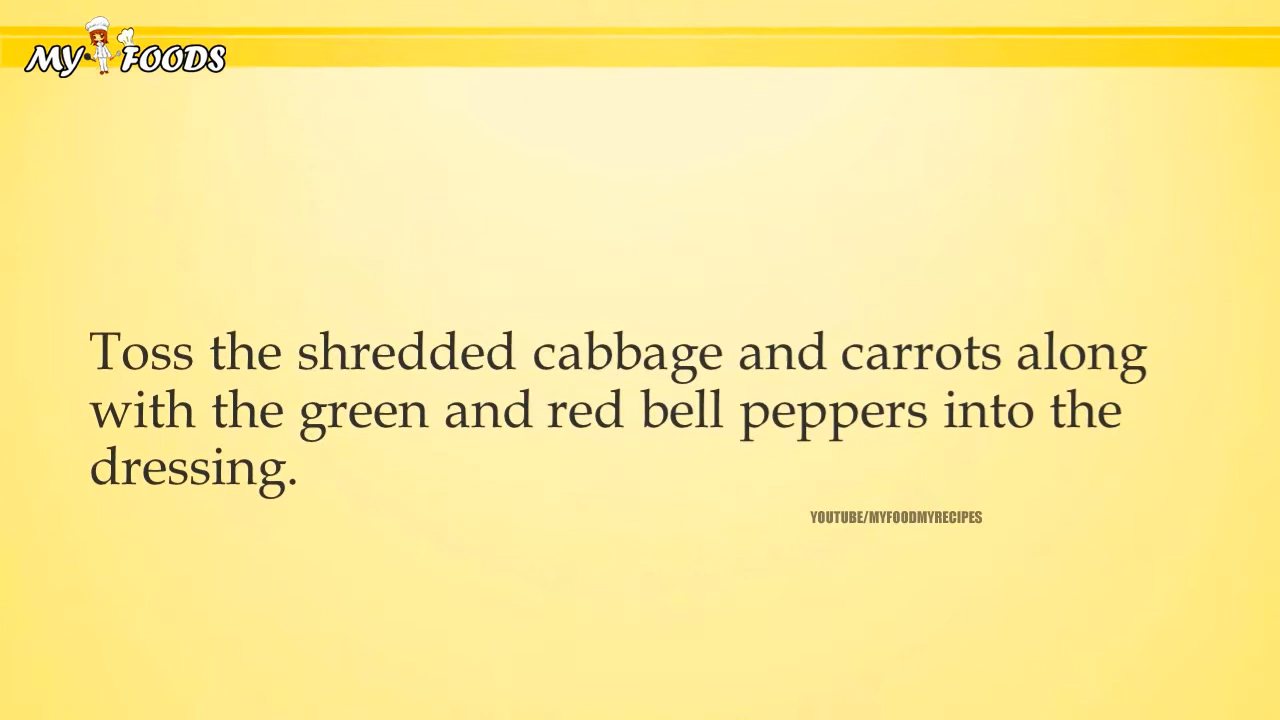 MY FOODS
Toss the shredded cabbage and carrots along
with the green and red bell peppers into the
dressing.
YOUTUBE/MYFOODMYRECIPES